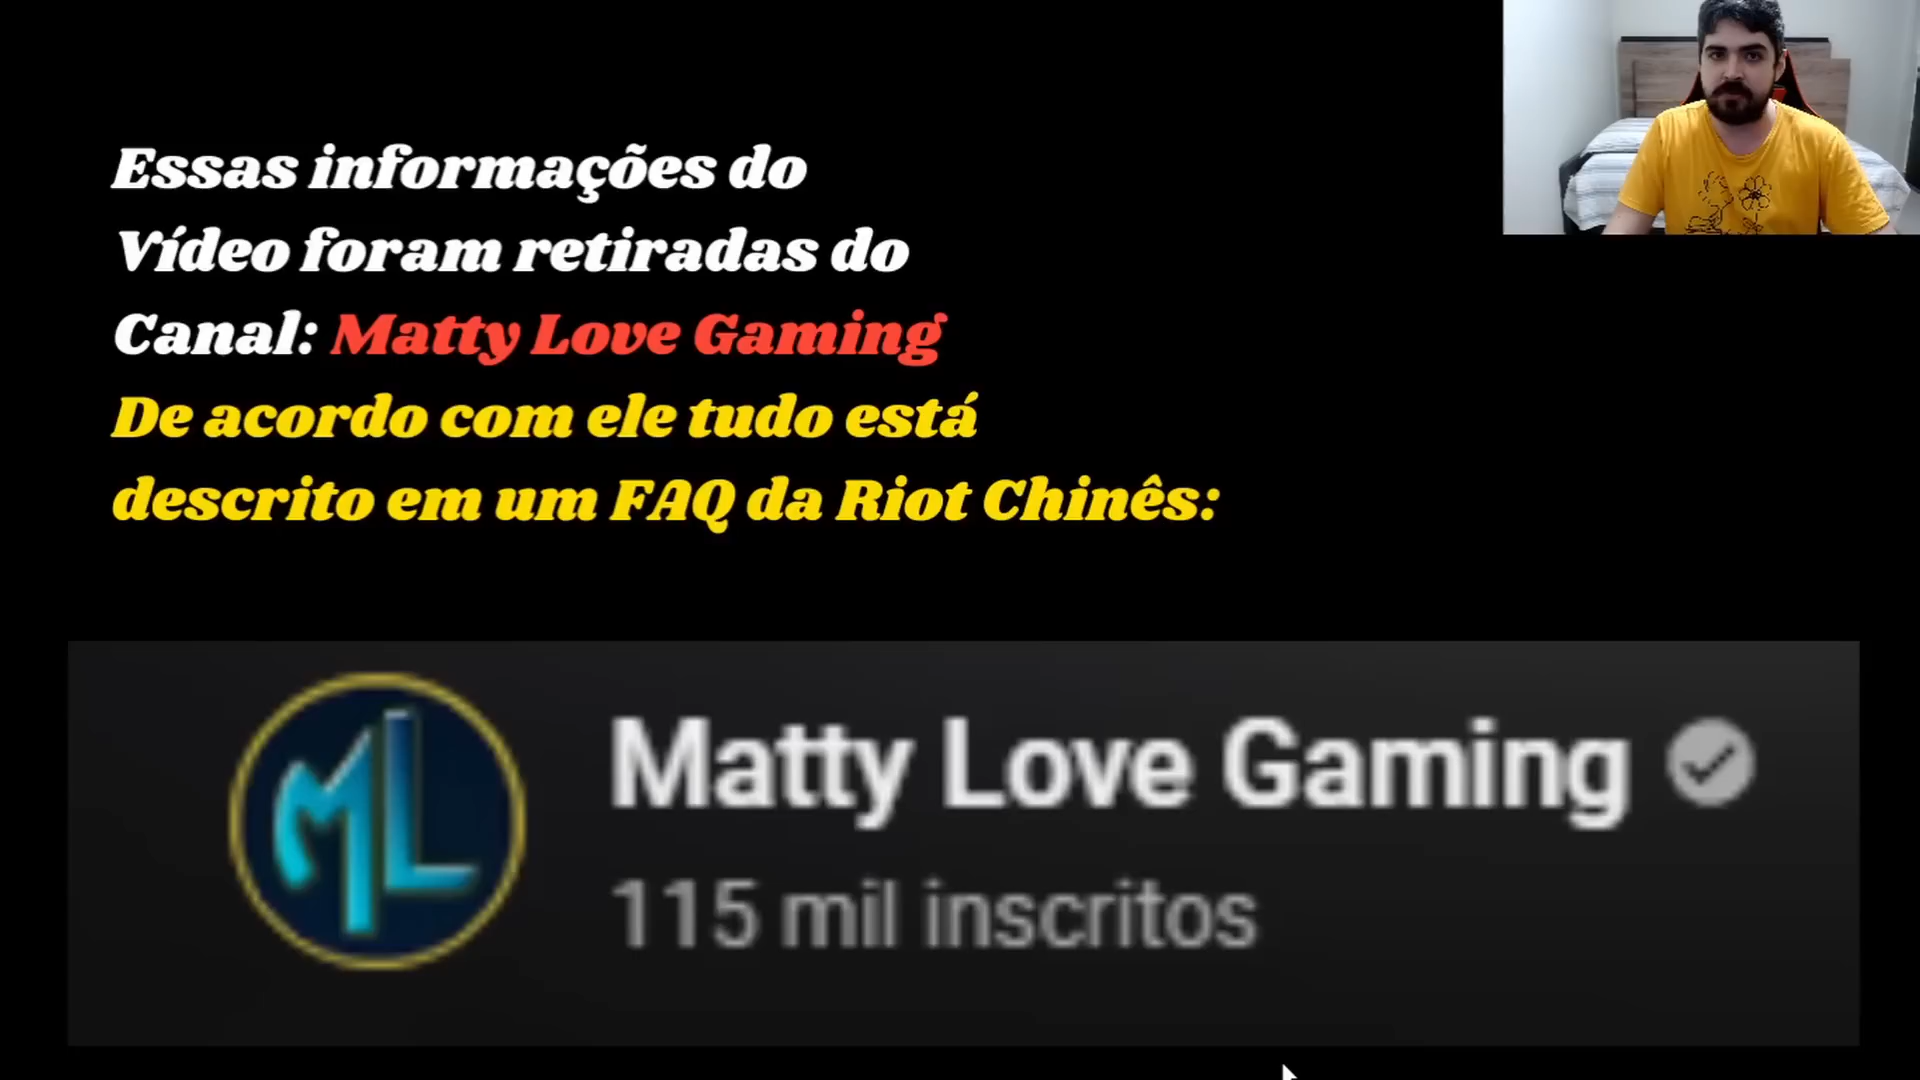 Essas informações do
Vídeo foram retiradas do
Canal: Matty Love Gaming
De acordo com ele tudo está
descrito em um FAQ da Riot Chinês:
ML
Matty Love Gaming
115 mil inscritos